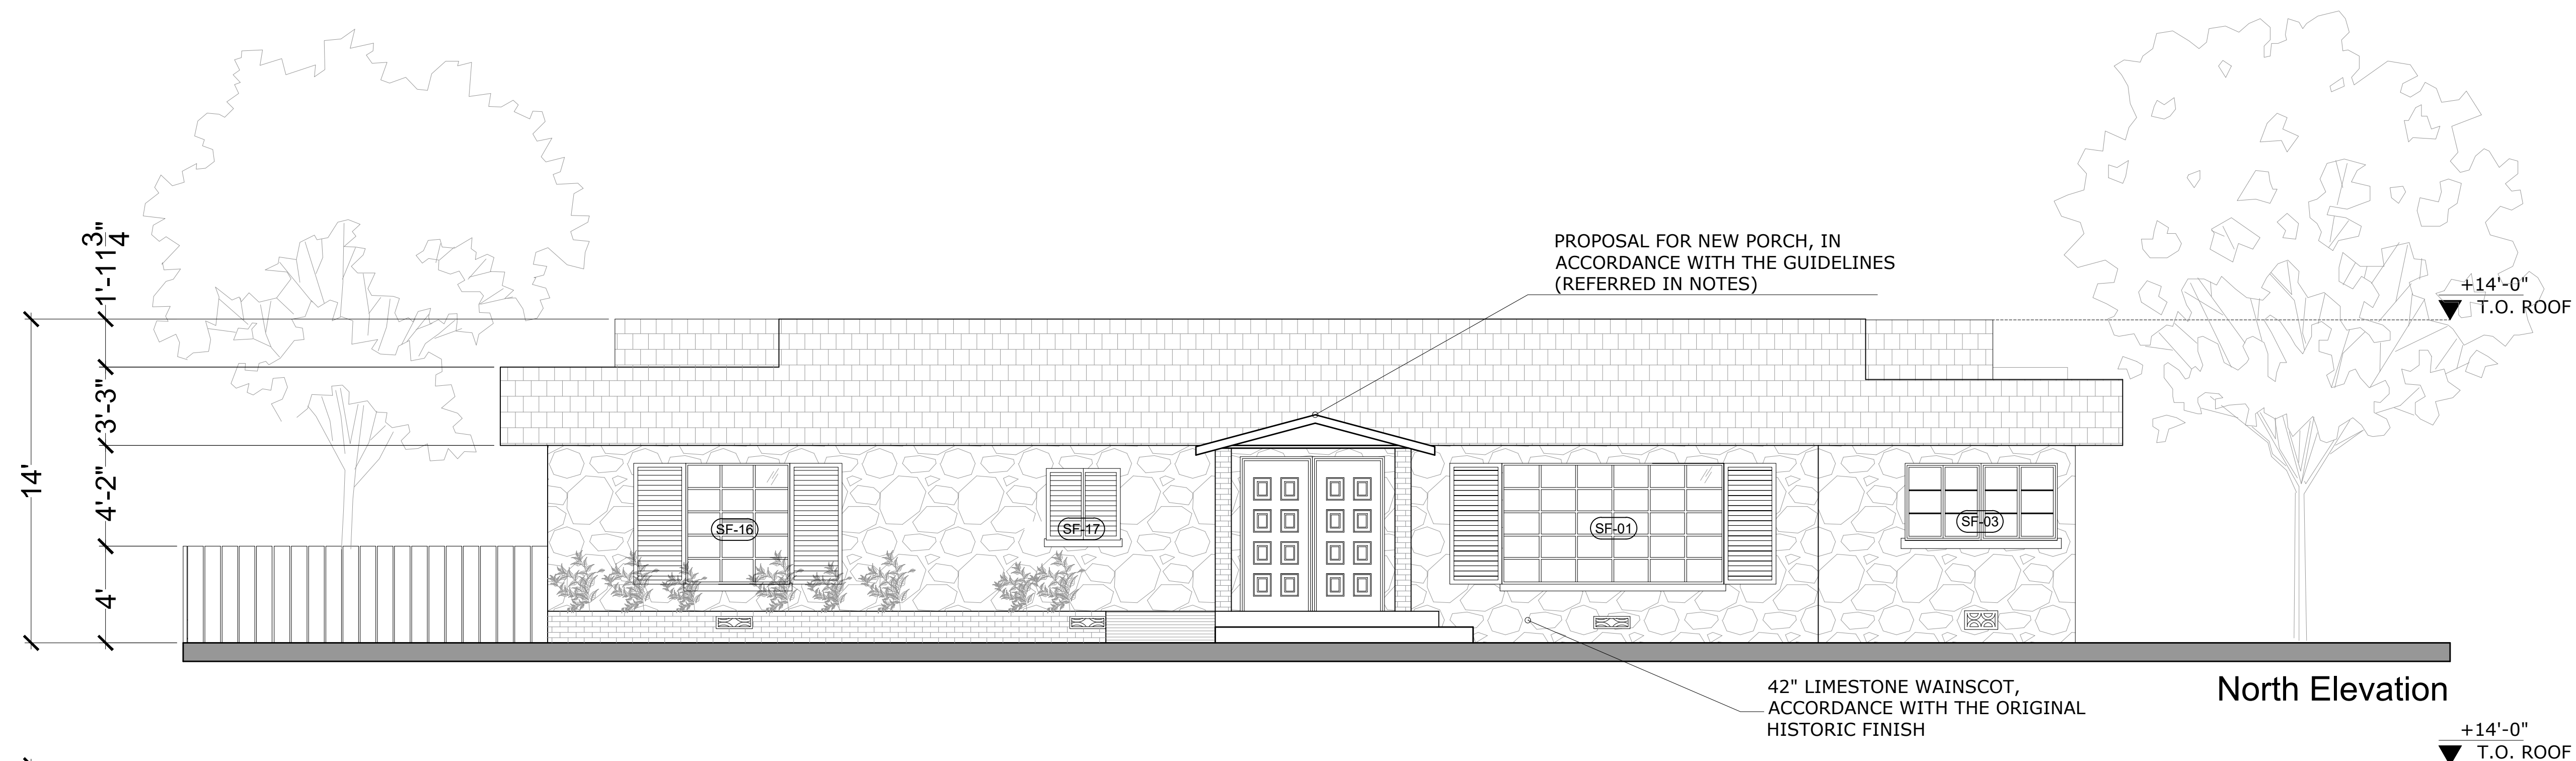 PROPOSAL FOR NEW PORCH, IN
ACCORDANCE WITH THE GUIDELINES
(REFERRED IN NOTES)
+14'-0"
T.O. ROOF
1'-11 3/4"
3'-3"
4'-2"
4'
14'
SF-16
SF-17
SF-01
SF-03
42" LIMESTONE WAINSCOT,
ACCORDANCE WITH THE ORIGINAL
HISTORIC FINISH
North Elevation
+14'-0"
T.O. ROOF